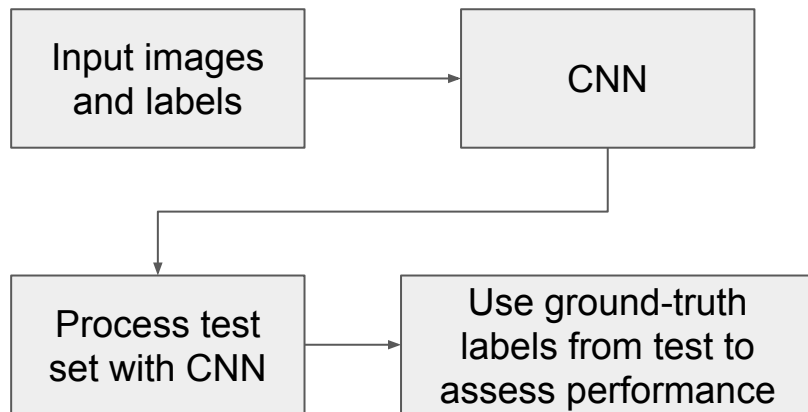 Input images
and labels
CNN
Process test
set with CNN
Use ground-truth
labels from test to
assess performance